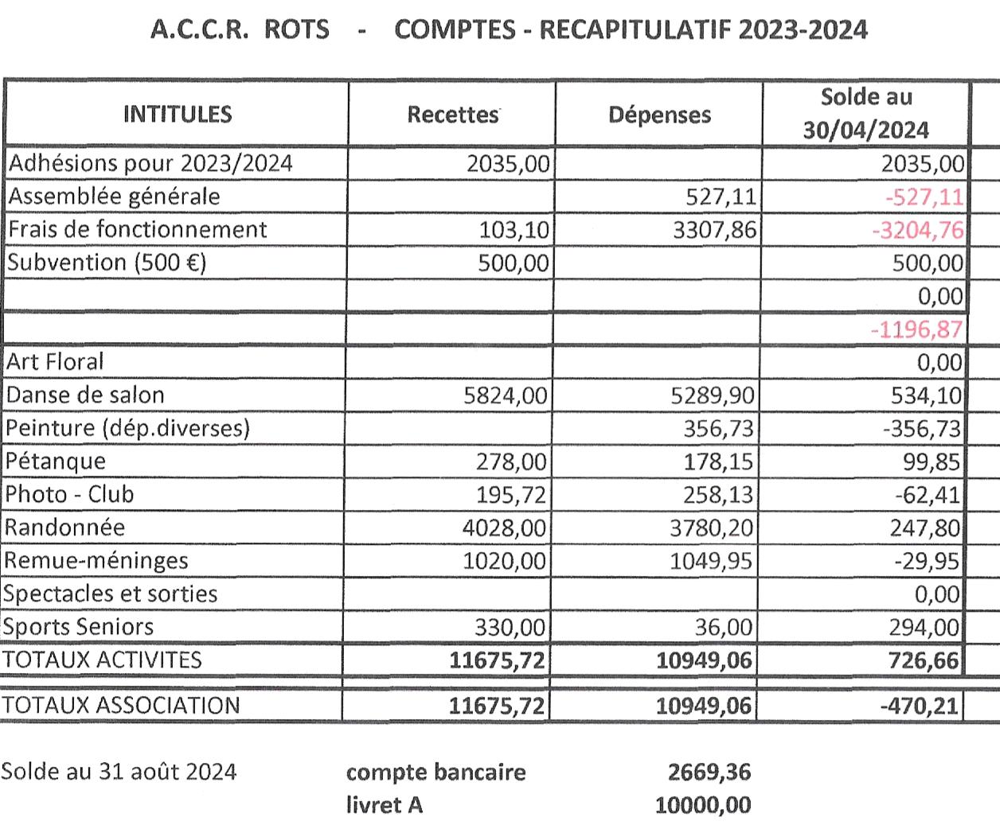 A.C.C.R. ROTS - COMPTES - RECAPITULATIF 2023-2024
INTITULES Recettes Dépenses Solde au 30/04/2024
Adhésions pour 2023/2024 2035,00 2035,00
Assemblée générale 527,11 -527,11
Frais de fonctionnement 103,10 3307,86 -3204,76
Subvention (500 €) 500,00 500,00
0,00
-1196,87
Art Floral 0,00
Danse de salon 5824,00 5289,90 534,10
Peinture (dép.diverses) 356,73 -356,73
Pétanque 278,00 178,15 99,85
Photo - Club 195,72 258,13 -62,41
Randonnée 4028,00 3780,20 247,80
Remue-méninges 1020,00 1049,95 -29,95
Spectacles et sorties 0,00
Sports Seniors 330,00 36,00 294,00
TOTAUX ACTIVITES 11675,72 10949,06 726,66
TOTAUX ASSOCIATION 11675,72 10949,06 -470,21
Solde au 31 août 2024 compte bancaire 2669,36
livret A 10000,00